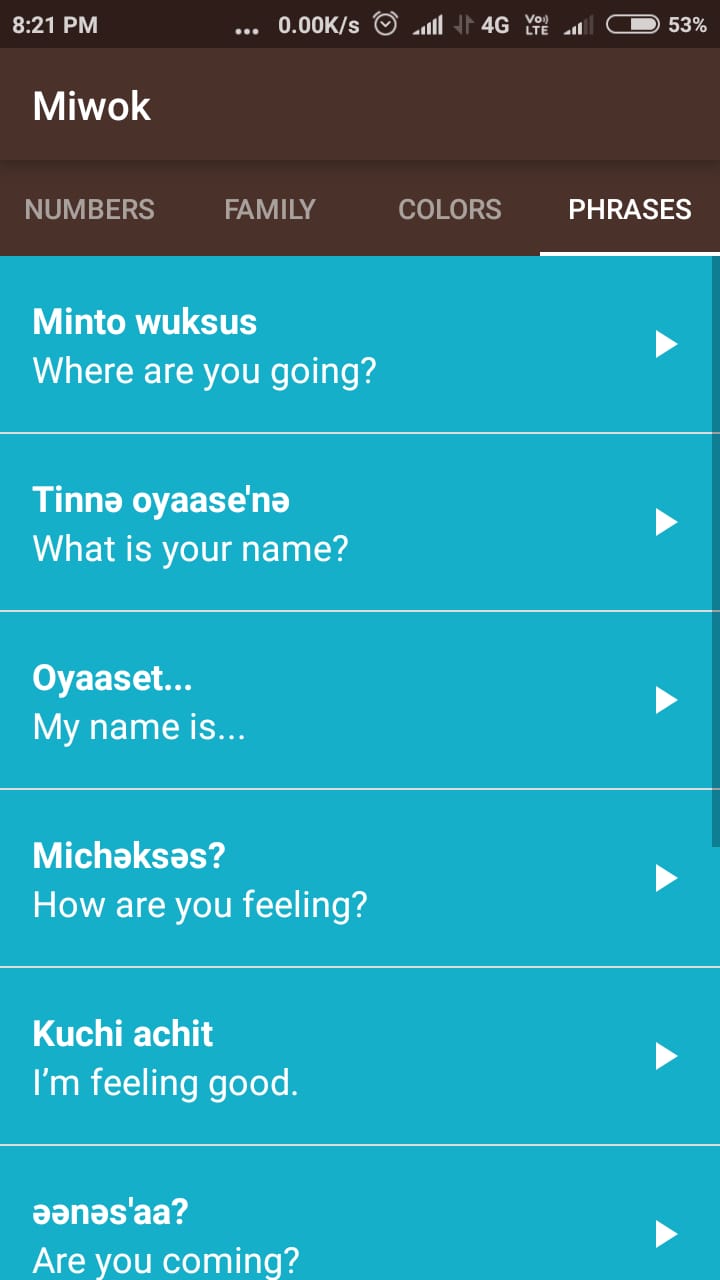 8:21 PM ... 0.00K/s 4G Vo)) LTE 53%
Miwok
NUMBERS FAMILY COLORS PHRASES
Minto wuksus
Where are you going?
Tinnə oyaase'nə
What is your name?
Oyaaset...
My name is...
Michəksəs?
How are you feeling?
Kuchi achit
I’m feeling good.
əənəs'aa?
Are you coming?